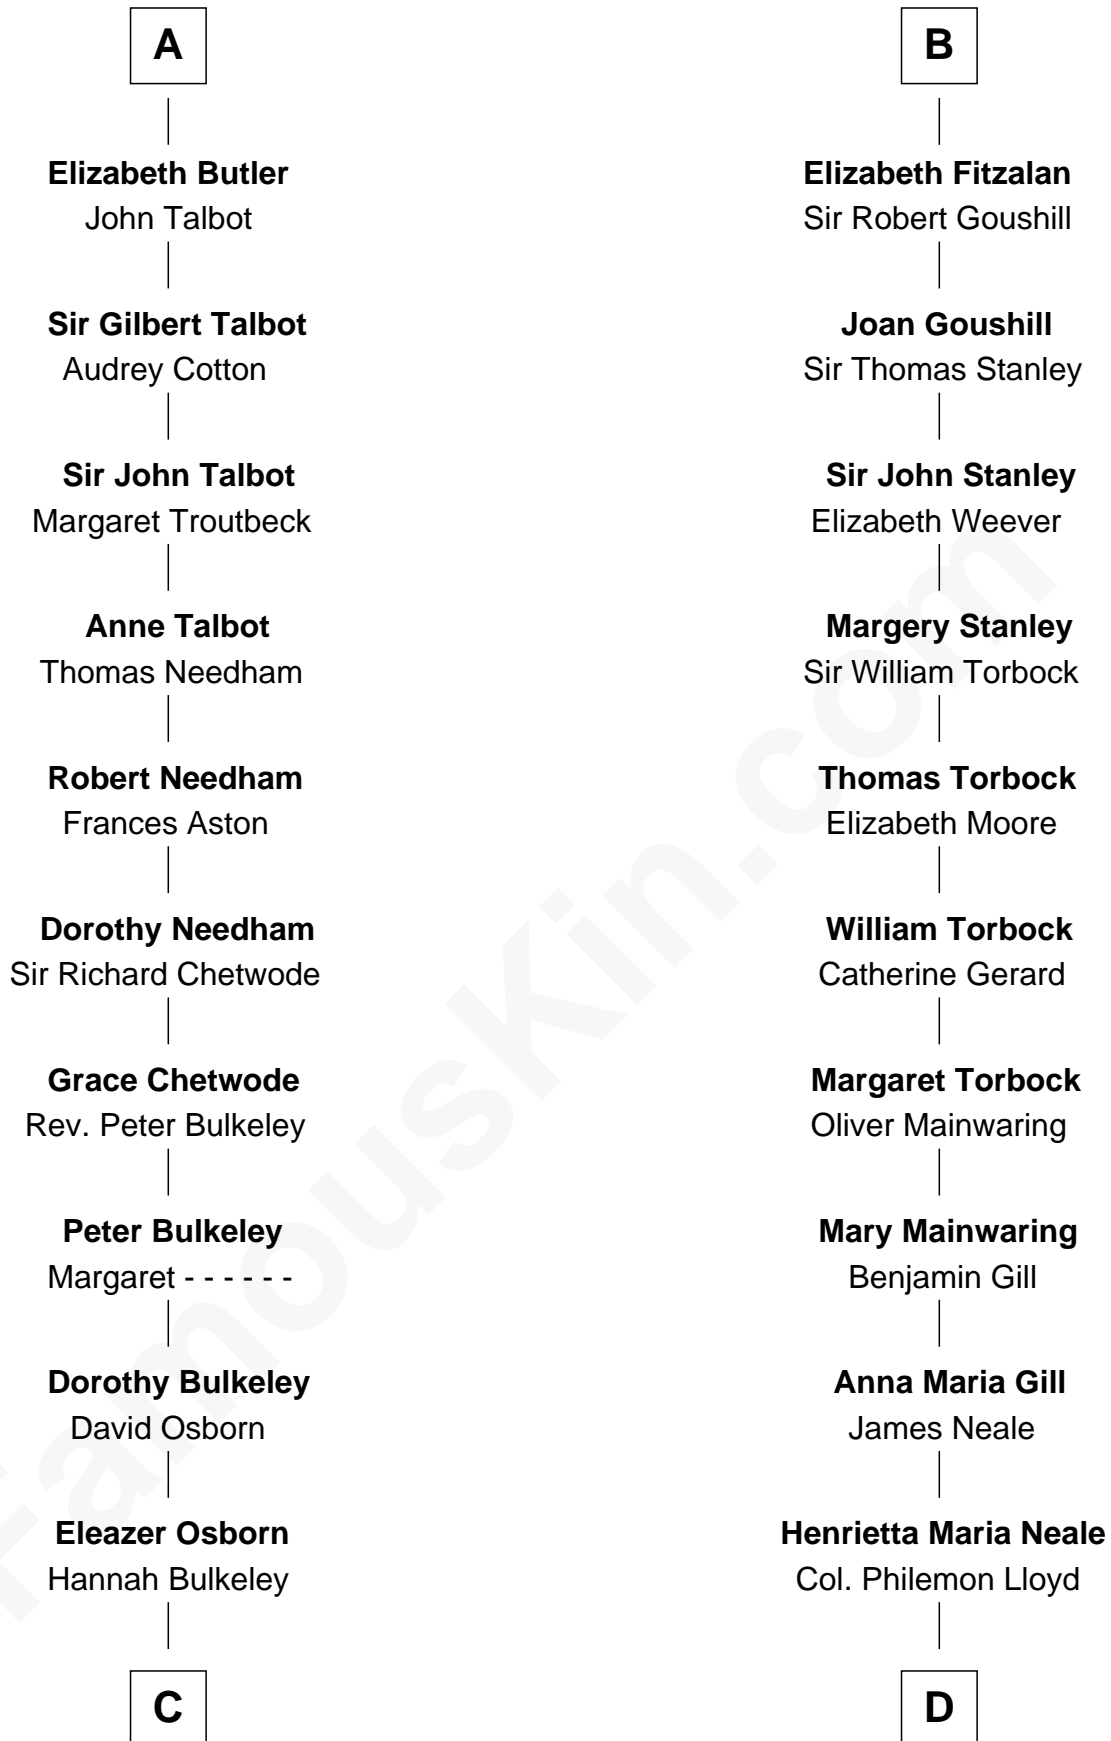 A
Elizabeth Butler
John Talbot
Sir Gilbert Talbot
Audrey Cotton
Sir John Talbot
Margaret Troutbeck
Anne Talbot
Thomas Needham
Robert Needham
Frances Aston
Dorothy Needham
Sir Richard Chetwode
Grace Chetwode
Rev. Peter Bulkeley
Peter Bulkeley
Margaret - - - - - -
Dorothy Bulkeley
David Osborn
Eleazer Osborn
Hannah Bulkeley
C
B
Elizabeth Fitzalan
Sir Robert Goushill
Joan Goushill
Sir Thomas Stanley
Sir John Stanley
Elizabeth Weever
Margery Stanley
Sir William Torbock
Thomas Torbock
Elizabeth Moore
William Torbock
Catherine Gerard
Margaret Torbock
Oliver Mainwaring
Mary Mainwaring
Benjamin Gill
Anna Maria Gill
James Neale
Henrietta Maria Neale
Col. Philemon Lloyd
D
FamousKin.com